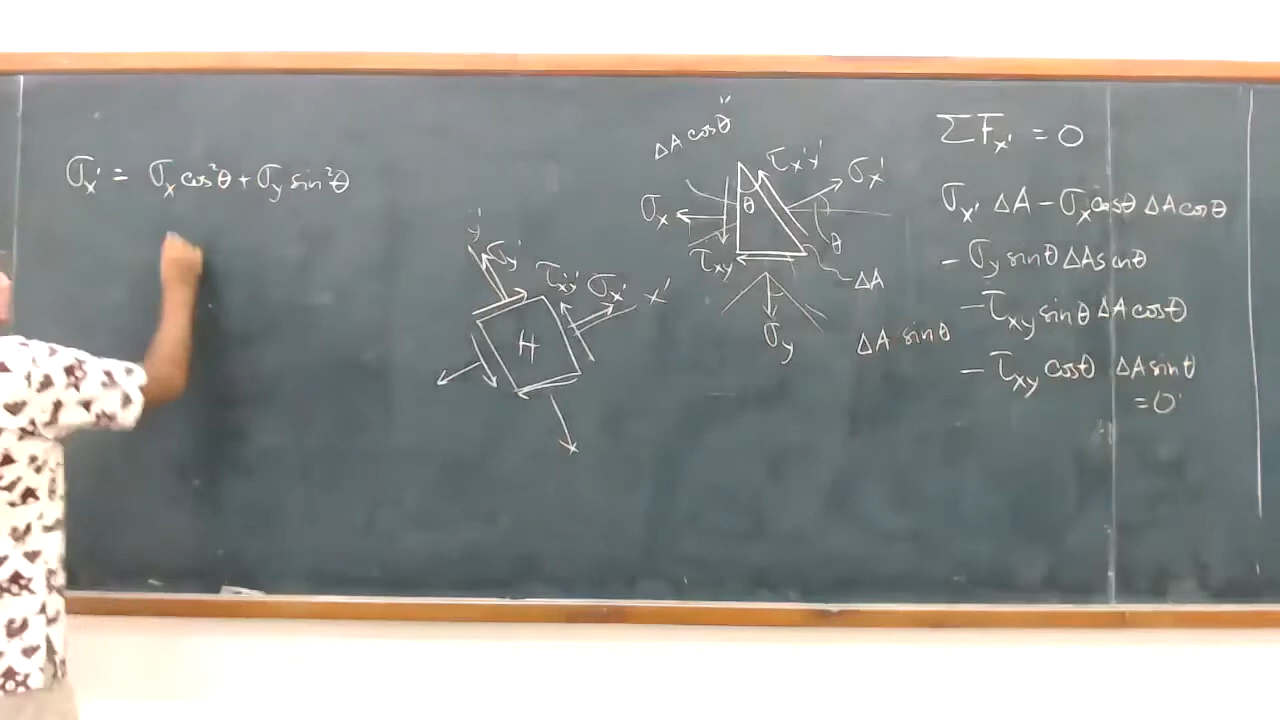 σx' = σx cos²θ + σy sin²θ
ΔA cosθ
τx'y'
σx'
σx
θ
θ
τxy
ΔA
σy
ΔA sinθ
y'
σy'
τx'y'
σx'
x'
H
ΣFx' = 0
σx' ΔA - σx cosθ ΔA cosθ
- σy sinθ ΔA sinθ
- τxy sinθ ΔA cosθ
- τxy cosθ ΔA sinθ
= 0